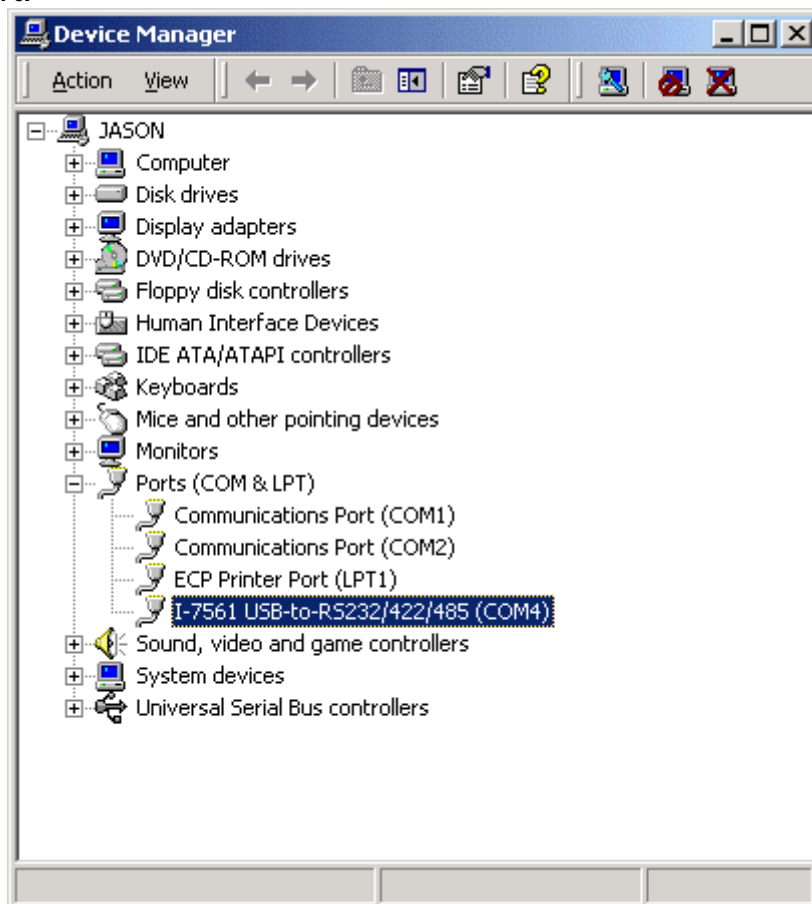 Device Manager
Action View
JASON
Computer
Disk drives
Display adapters
DVD/CD-ROM drives
Floppy disk controllers
Human Interface Devices
IDE ATA/ATAPI controllers
Keyboards
Mice and other pointing devices
Monitors
Ports (COM & LPT)
Communications Port (COM1)
Communications Port (COM2)
ECP Printer Port (LPT1)
I-7561 USB-to-RS232/422/485 (COM4)
Sound, video and game controllers
System devices
Universal Serial Bus controllers